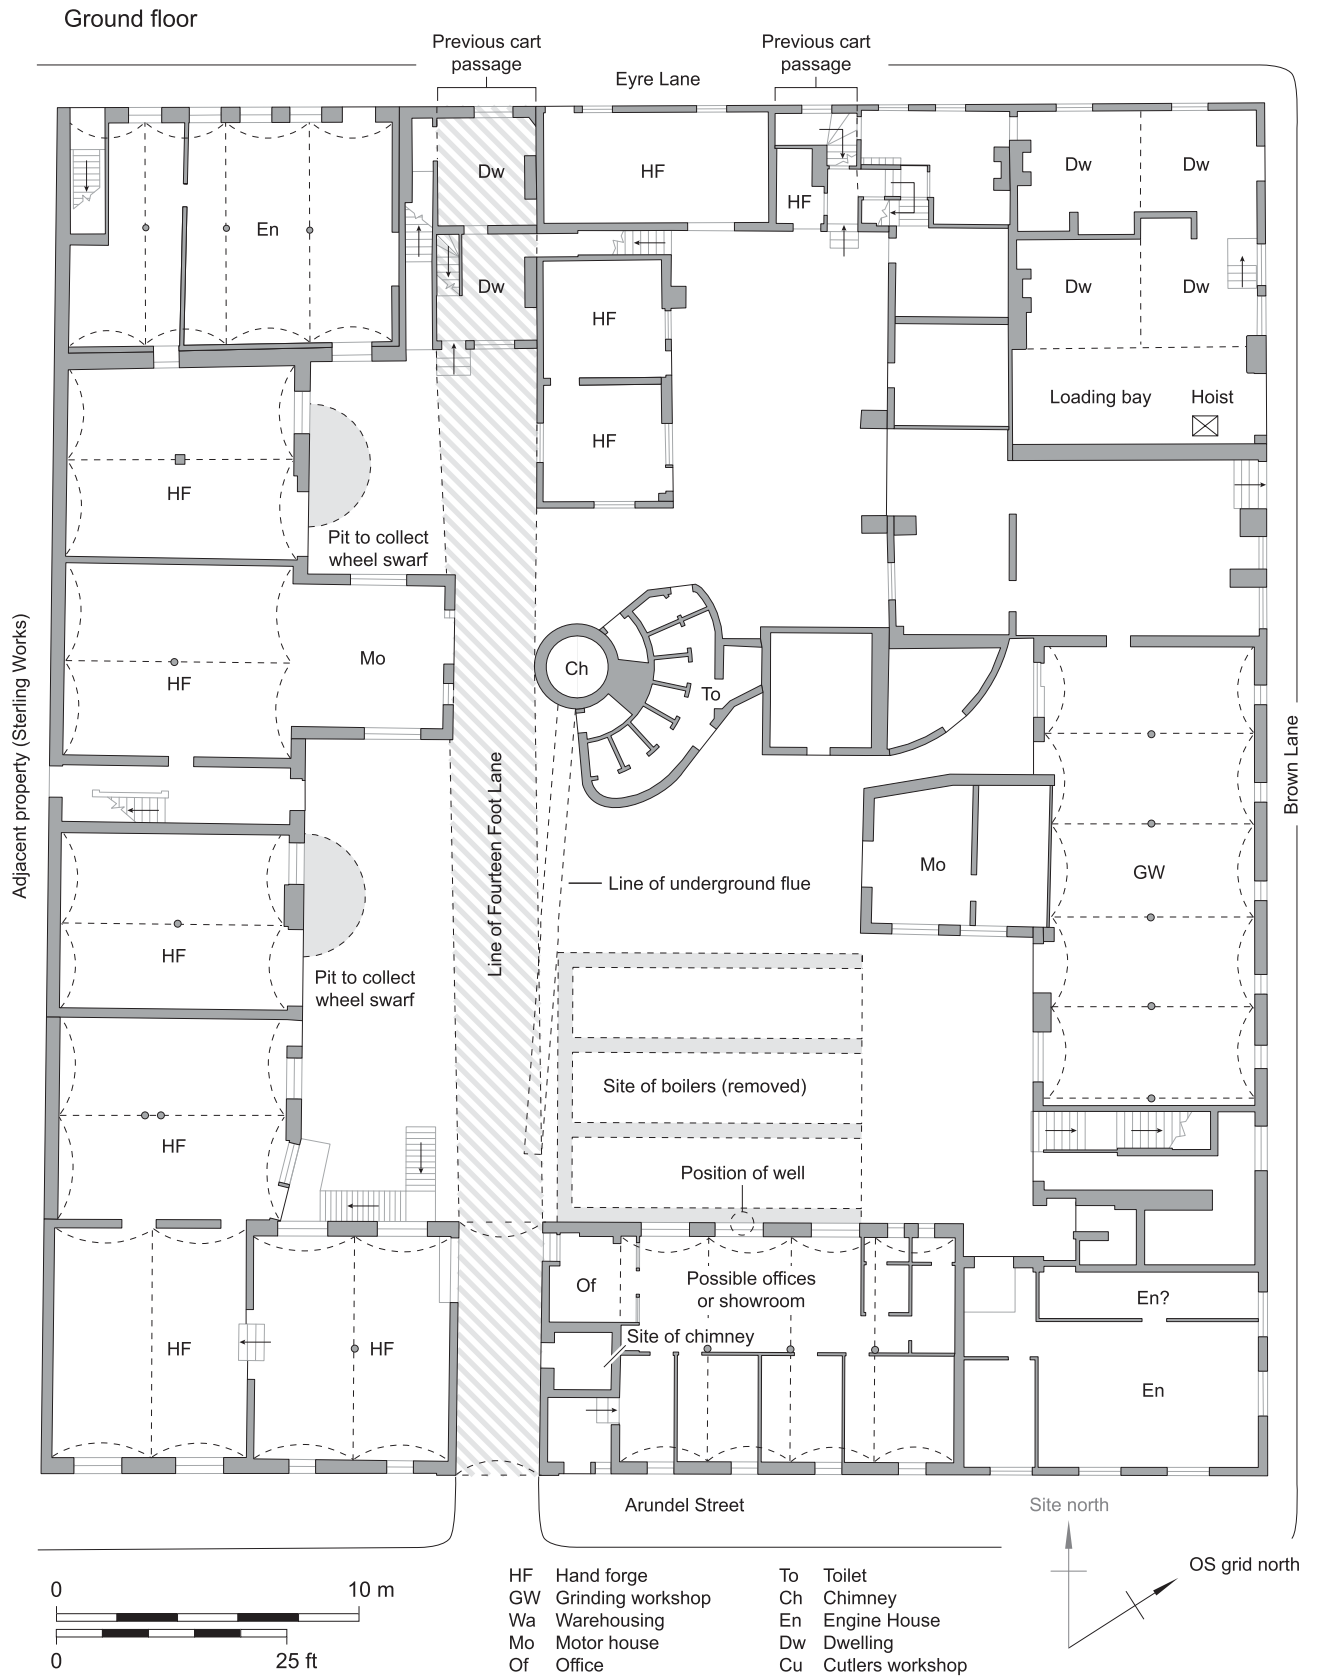 Ground floor
Previous cart
passage
Previous cart
passage
Eyre Lane
Dw
HF
HF
Dw
Dw
En
Dw
HF
Dw
Dw
HF
Loading bay
Hoist
HF
HF
Pit to collect
wheel swarf
Adjacent property (Sterling Works)
HF
Mo
Ch
To
Line of Fourteen Foot Lane
Brown Lane
Line of underground flue
Mo
GW
HF
Pit to collect
wheel swarf
HF
Site of boilers (removed)
Position of well
Of
Possible offices
or showroom
En?
Site of chimney
HF
HF
En
Arundel Street
Site north
OS grid north
0
10 m
0
25 ft
HF Hand forge
GW Grinding workshop
Wa Warehousing
Mo Motor house
Of Office
To Toilet
Ch Chimney
En Engine House
Dw Dwelling
Cu Cutlers workshop